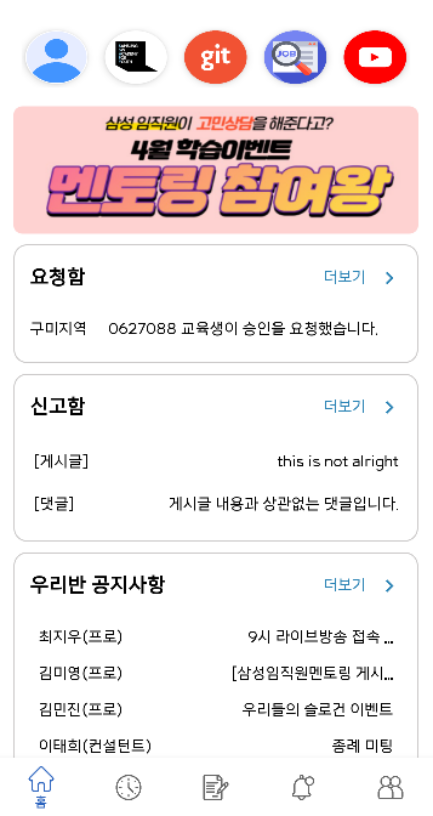 SAMSUNG
SW ACADEMY
FOR
YOUTH
git
JOB
삼성 임직원이 고민상담을 해준다고?
4월 학습이벤트
멘토링 참여왕
요청함 더보기
구미지역 0627088 교육생이 승인을 요청했습니다.
신고함 더보기
[게시글] this is not alright
[댓글] 게시글 내용과 상관없는 댓글입니다.
우리반 공지사항 더보기
최지우(프로) 9시 라이브방송 접속 ...
김미영(프로) [삼성임직원멘토링 게시...
김민진(프로) 우리들의 슬로건 이벤트
이태희(컨설턴트) 종례 미팅
홈